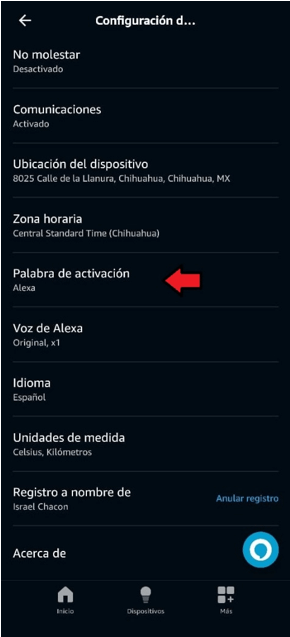 Configuración d...
No molestar
Desactivado
Comunicaciones
Activado
Ubicación del dispositivo
8025 Calle de la Llanura, Chihuahua, Chihuahua, MX
Zona horaria
Central Standard Time (Chihuahua)
Palabra de activación
Alexa
Voz de Alexa
Original, x1
Idioma
Español
Unidades de medida
Celsius, Kilómetros
Registro a nombre de
Anular registro
Israel Chacon
Acerca de
Inicio
Dispositivos
Más